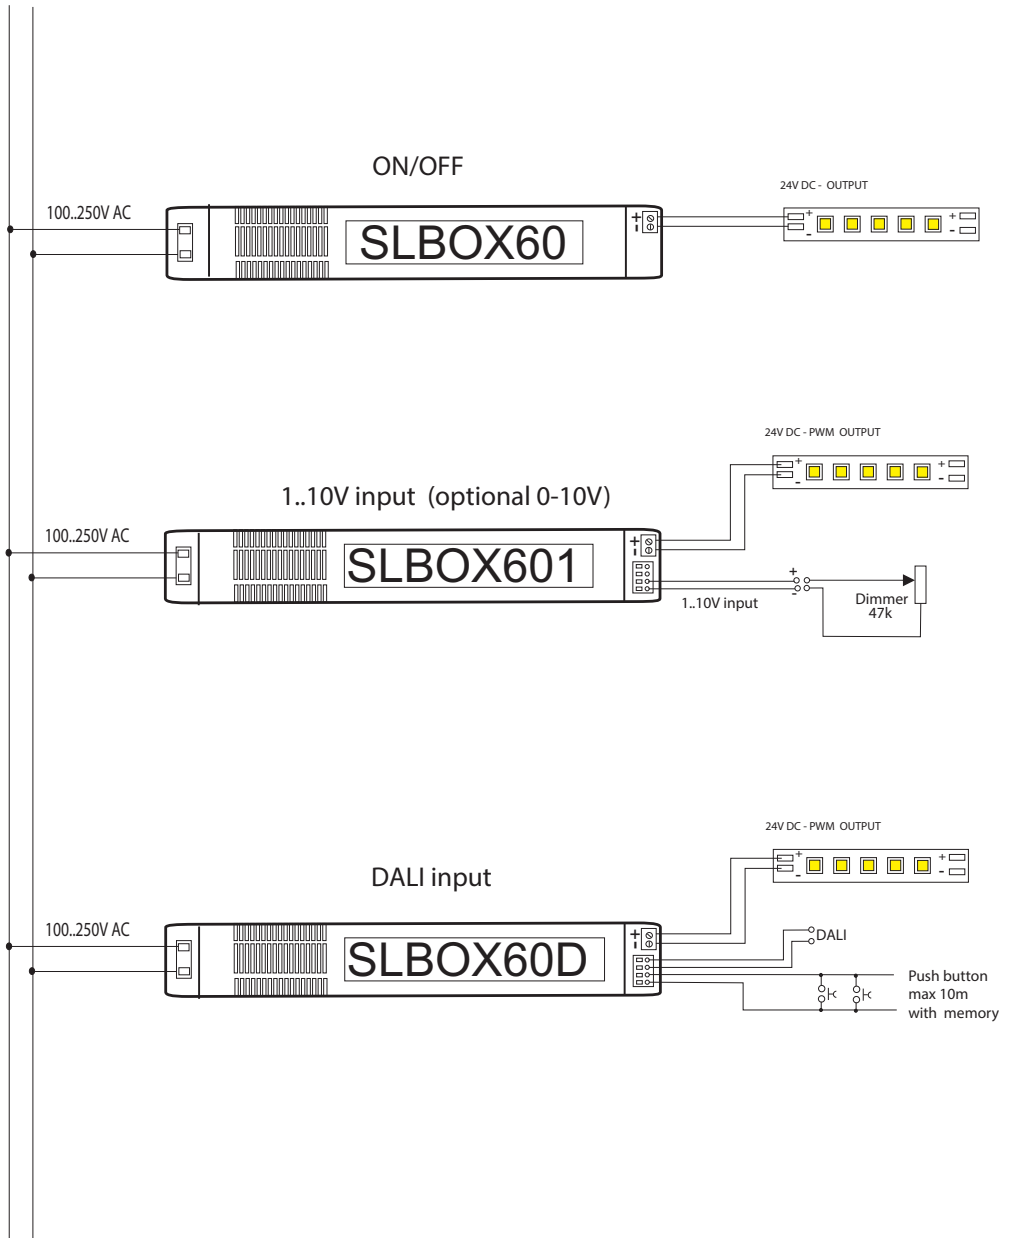 ON/OFF
24V DC - OUTPUT
100..250V AC
+
-
SLBOX60
+
-
+
-
24V DC - PWM OUTPUT
1..10V input (optional 0-10V)
100..250V AC
+
-
SLBOX601
+
-
+
-
1..10V input
+
-
Dimmer
47k
24V DC - PWM OUTPUT
DALI input
100..250V AC
+
-
SLBOX60D
+
-
+
-
DALI
Push button
max 10m
with memory